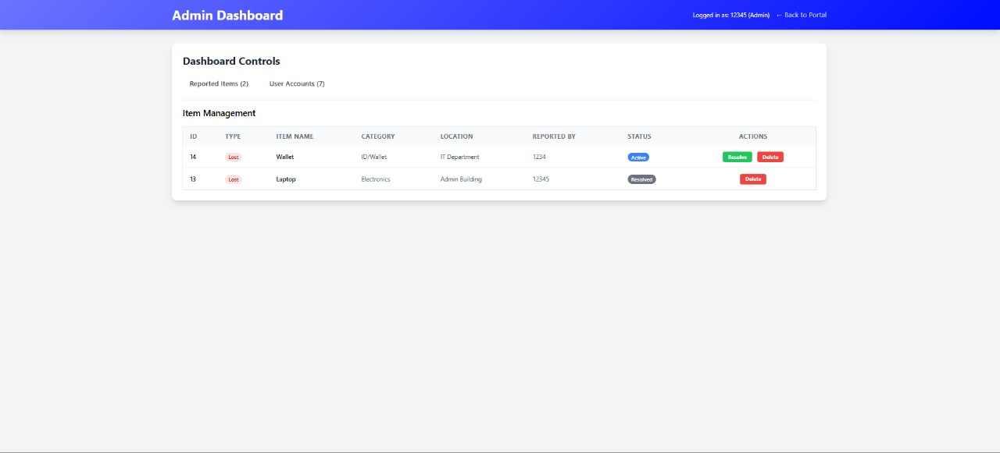 Admin Dashboard
Logged in as: 12345 (Admin) ← Back to Portal
Dashboard Controls
Reported Items (2) User Accounts (7)
Item Management
ID TYPE ITEM NAME CATEGORY LOCATION REPORTED BY STATUS ACTIONS
14 Lost Wallet ID/Wallet IT Department 1234 Active Resolve Delete
13 Lost Laptop Electronics Admin Building 12345 Resolved Delete